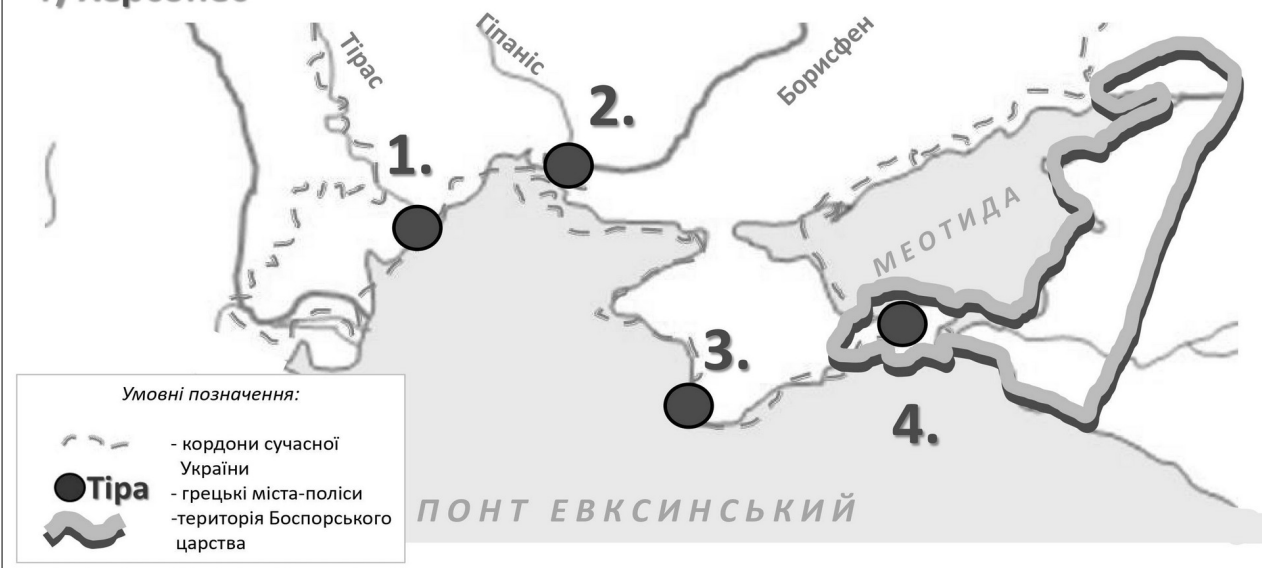 Тірас
Гіпаніс
Борисфен
1.
2.
МЕОТИДА
3.
4.
Умовні позначення:
- кордони сучасної
України
Тіра - грецькі міста-поліси
-територія Боспорського
царства
ПОНТ ЕВКСИНСЬКИЙ